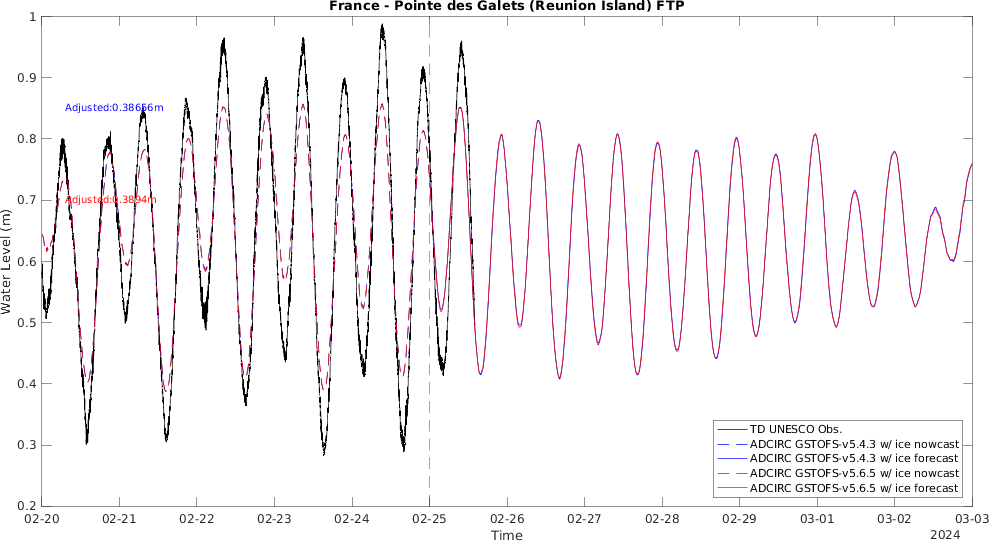 France - Pointe des Galets (Reunion Island) FTP
1
0.9
0.8
0.7
0.6
0.5
0.4
0.3
0.2
Water Level (m)
Adjusted:0.38656m
Adjusted:0.3894m
TD UNESCO Obs.
ADCIRC GSTOFS-v5.4.3 w/ ice nowcast
ADCIRC GSTOFS-v5.4.3 w/ ice forecast
ADCIRC GSTOFS-v5.6.5 w/ ice nowcast
ADCIRC GSTOFS-v5.6.5 w/ ice forecast
02-20 02-21 02-22 02-23 02-24 02-25 02-26 02-27 02-28 02-29 03-01 03-02 03-03
Time
2024